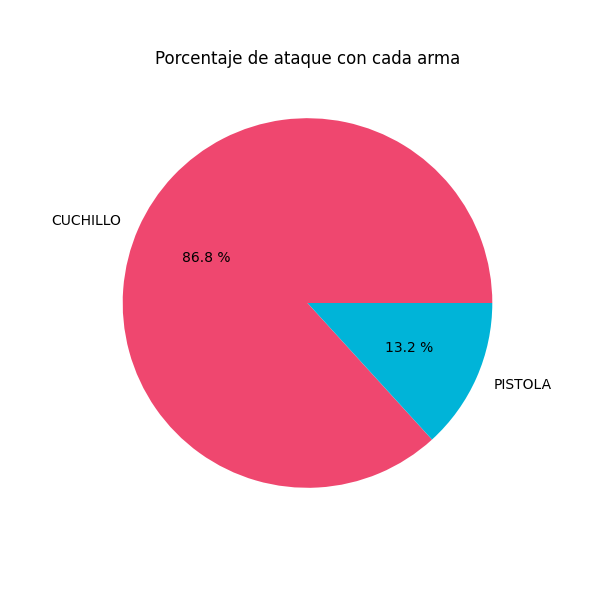 Porcentaje de ataque con cada arma
CUCHILLO
86.8 %
13.2 %
PISTOLA